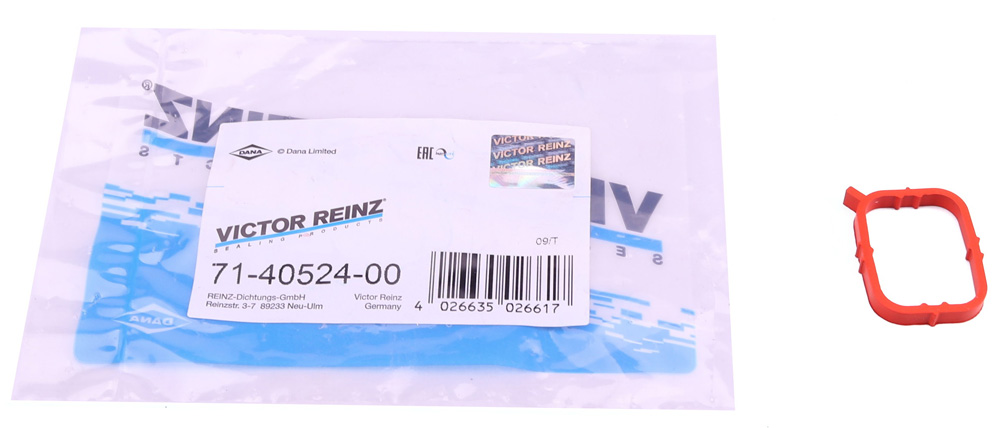 DANA
© Dana Limited
EAC
VICTOR REINZ
VICTOR REINZ
VICTOR REINZ
VICTOR REINZ®
SEALING PRODUCTS
09/T
71-40524-00
REINZ-Dichtungs-GmbH
Reinzstr. 3-7 89233 Neu-Ulm
Victor Reinz
Germany
4 026635 026617
DANA